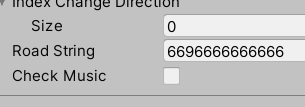 Index Change Direction
Size 0
Road String 6696666666666
Check Music